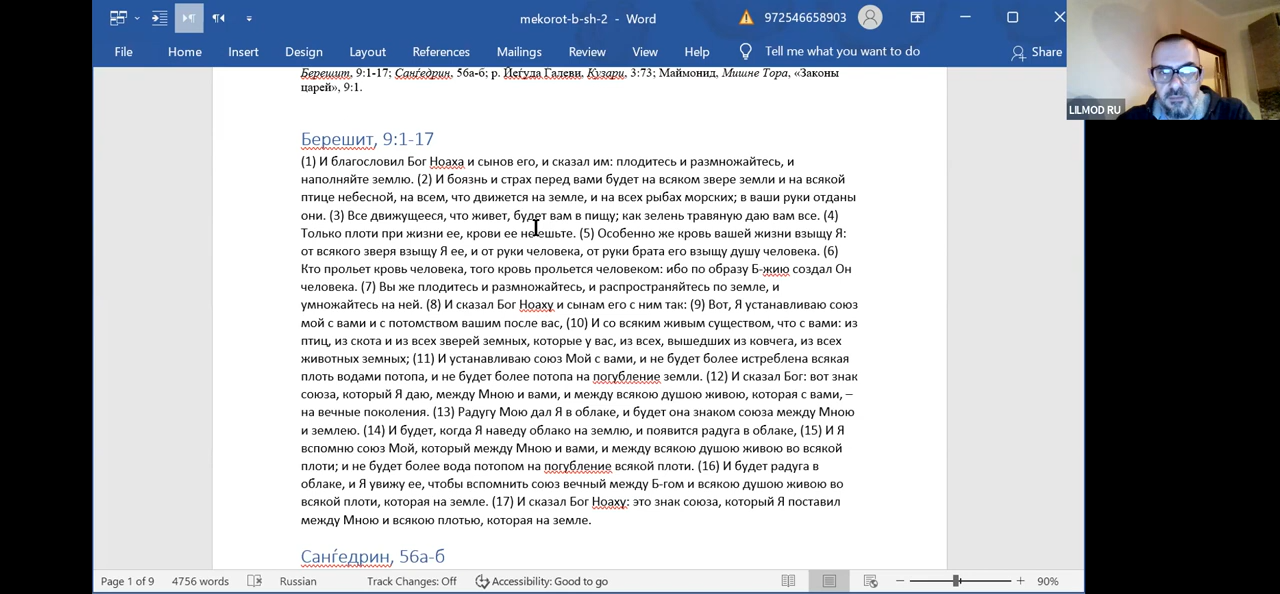 mekorot-b-sh-2 - Word
972546658903
File Home Insert Design Layout References Mailings Review View Help Tell me what you want to do Share
LILMOD RU
Берешит, 9:1-17; Санѓедрин, 56а-б; р. Йеѓуда Галеви, Кузари, 3:73; Маймонид, Мишне Тора, «Законы
царей», 9:1.
Берешит, 9:1-17
(1) И благословил Бог Ноаха и сынов его, и сказал им: плодитесь и размножайтесь, и
наполняйте землю. (2) И боязнь и страх перед вами будет на всяком звере земли и на всякой
птице небесной, на всем, что движется на земле, и на всех рыбах морских; в ваши руки отданы
они. (3) Все движущееся, что живет, будет вам в пищу; как зелень травяную даю вам все. (4)
Только плоти при жизни ее, крови ее не ешьте. (5) Особенно же кровь вашей жизни взыщу Я:
от всякого зверя взыщу Я ее, и от руки человека, от руки брата его взыщу душу человека. (6)
Кто прольет кровь человека, того кровь прольется человеком: ибо по образу Б-жию создал Он
человека. (7) Вы же плодитесь и размножайтесь, и распространяйтесь по земле, и
умножайтесь на ней. (8) И сказал Бог Ноаху и сынам его с ним так: (9) Вот, Я устанавливаю союз
мой с вами и с потомством вашим после вас, (10) И со всяким живым существом, что с вами: из
птиц, из скота и из всех зверей земных, которые у вас, из всех, вышедших из ковчега, из всех
животных земных; (11) И устанавливаю союз Мой с вами, и не будет более истреблена всякая
плоть водами потопа, и не будет более потопа на погубление земли. (12) И сказал Бог: вот знак
союза, который Я даю, между Мною и вами, и между всякою душою живою, которая с вами, –
на вечные поколения. (13) Радугу Мою дал Я в облаке, и будет она знаком союза между Мною
и землею. (14) И будет, когда Я наведу облако на землю, и появится радуга в облаке, (15) И Я
вспомню союз Мой, который между Мною и вами, и между всякою душою живою во всякой
плоти; и не будет более вода потопом на погубление всякой плоти. (16) И будет радуга в
облаке, и Я увижу ее, чтобы вспомнить союз вечный между Б-гом и всякою душою живою во
всякой плоти, которая на земле. (17) И сказал Бог Ноаху: это знак союза, который Я поставил
между Мною и всякою плотью, которая на земле.
Санѓедрин, 56а-б
Page 1 of 9 4756 words Russian Track Changes: Off Accessibility: Good to go 90%